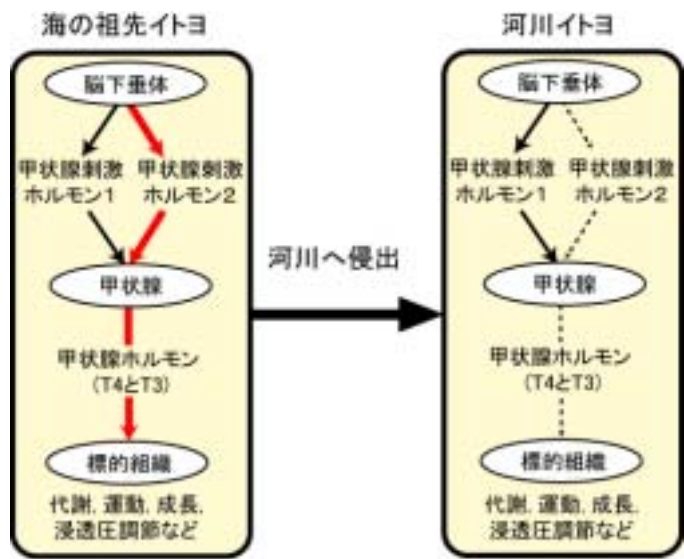 海の祖先イトヨ
脳下垂体
甲状腺刺激
ホルモン1
甲状腺刺激
ホルモン2
甲状腺
甲状腺ホルモン
(T4とT3)
標的組織
代謝, 運動, 成長,
浸透圧調節など
河川へ侵出
河川イトヨ
脳下垂体
甲状腺刺激
ホルモン1
甲状腺刺激
ホルモン2
甲状腺
甲状腺ホルモン
(T4とT3)
標的組織
代謝, 運動, 成長,
浸透圧調節など